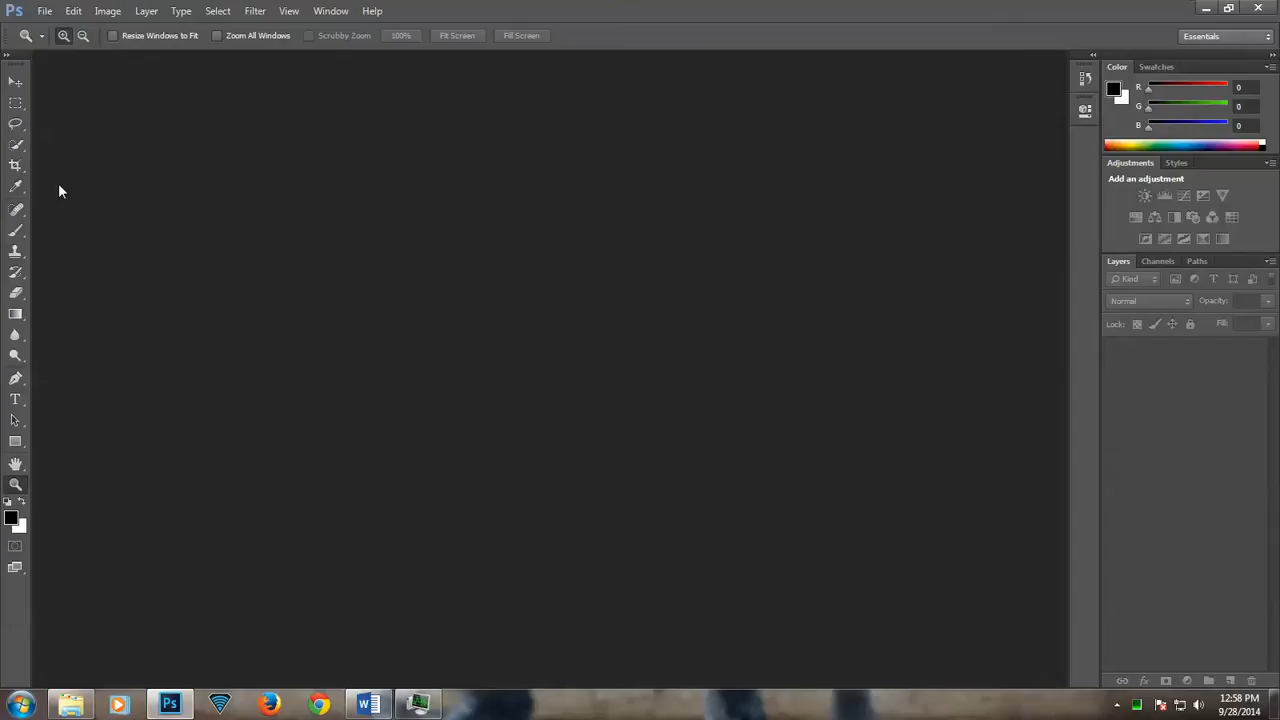 Ps File Edit Image Layer Type Select Filter View Window Help
Resize Windows to Fit Zoom All Windows Scrubby Zoom 100% Fit Screen Fill Screen Essentials
Color Swatches
R 0
G 0
B 0
Adjustments Styles
Add an adjustment
Layers Channels Paths
Kind T
Normal Opacity:
Lock: Fill:
T
fx
Ps W 12:58 PM
9/28/2014